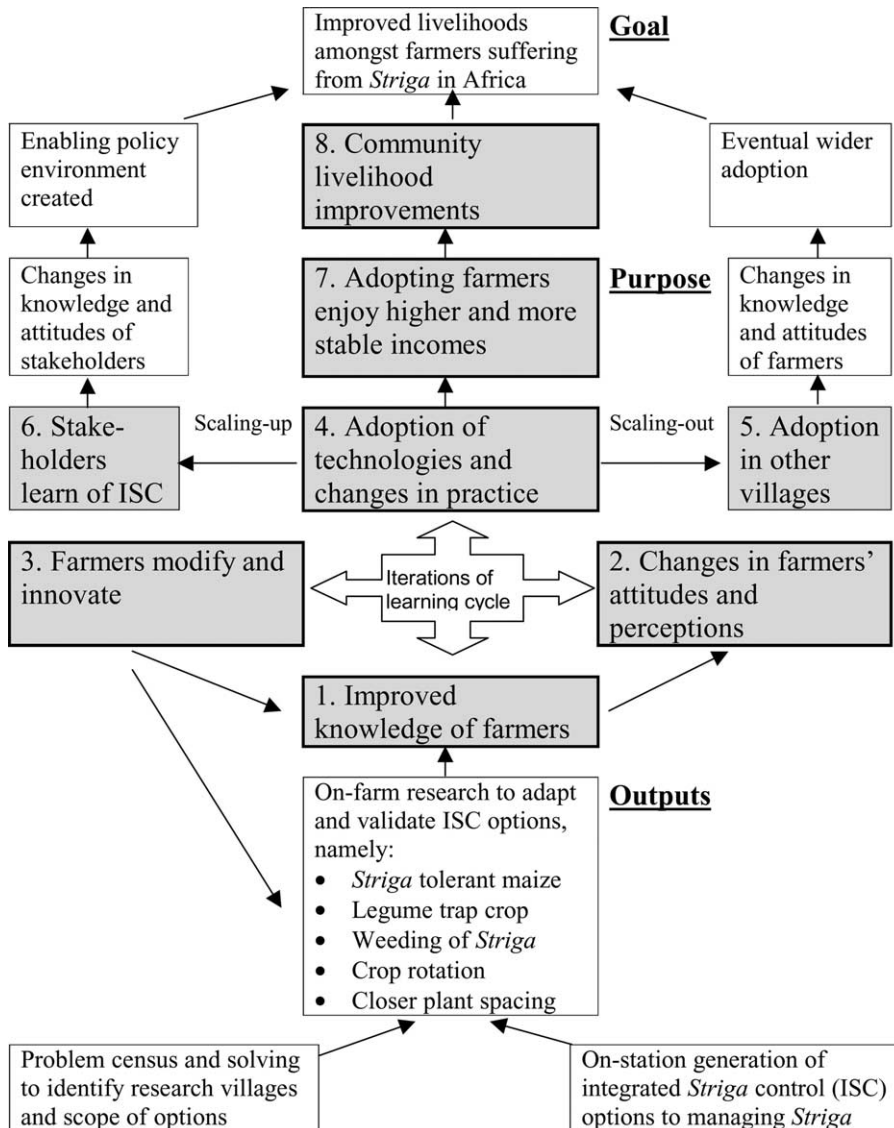 Improved livelihoods
amongst farmers suffering
from Striga in Africa
Goal
Enabling policy
environment
created
8. Community
livelihood
improvements
Eventual wider
adoption
Changes in
knowledge and
attitudes of
stakeholders
7. Adopting farmers
enjoy higher and more
stable incomes
Purpose
Changes in
knowledge
and attitudes
of farmers
6. Stake-
holders
learn of ISC
Scaling-up
4. Adoption of
technologies and
changes in practice
Scaling-out
5. Adoption
in other
villages
3. Farmers modify and
innovate
Iterations of
learning cycle
2. Changes in farmers’
attitudes and
perceptions
1. Improved
knowledge of farmers
On-farm research to adapt
and validate ISC options,
namely:
• Striga tolerant maize
• Legume trap crop
• Weeding of Striga
• Crop rotation
• Closer plant spacing
Outputs
Problem census and solving
to identify research villages
and scope of options
On-station generation of
integrated Striga control (ISC)
options to managing Striga